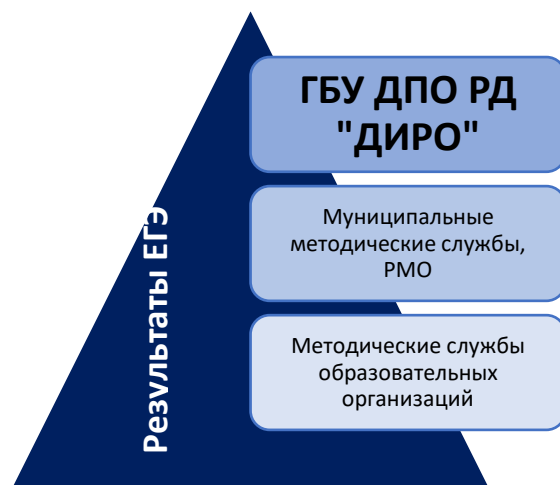 ГБУ ДПО РД
"ДИРО"
Муниципальные
методические службы,
РМО
Методические службы
образовательных
организаций
Результаты ЕГЭ